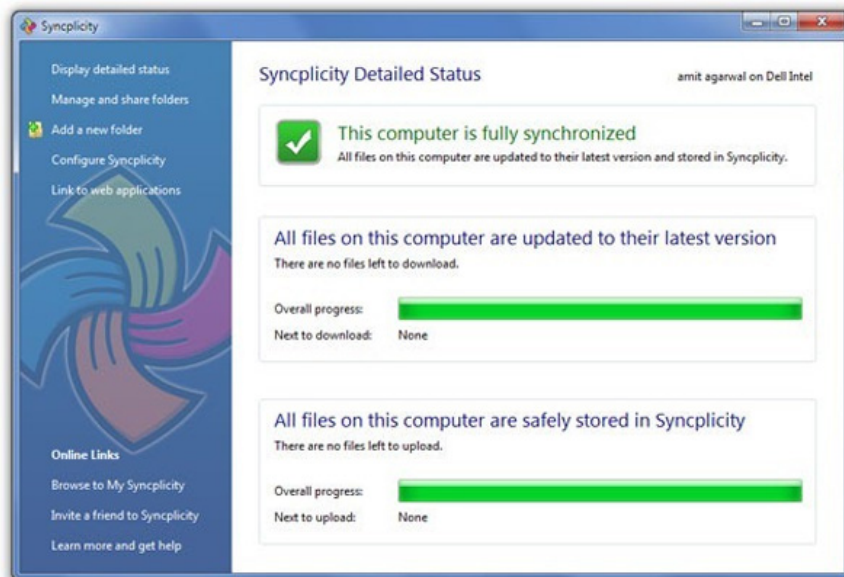 Syncplicity
Display detailed status
Manage and share folders
Add a new folder
Configure Syncplicity
Link to web applications
Online Links
Browse to My Syncplicity
Invite a friend to Syncplicity
Learn more and get help
Syncplicity Detailed Status
amit agarwal on Dell Intel
This computer is fully synchronized
All files on this computer are updated to their latest version and stored in Syncplicity.
All files on this computer are updated to their latest version
There are no files left to download.
Overall progress:
Next to download: None
All files on this computer are safely stored in Syncplicity
There are no files left to upload.
Overall progress:
Next to upload: None